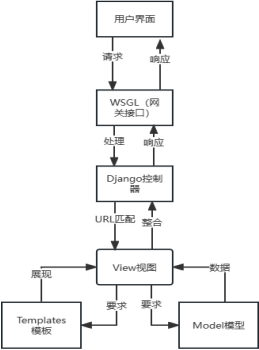 用户界面
请求
响应
WSGL（网
关接口）
处理
响应
Django控制
器
URL匹配
整合
View视图
展现
数据
要求
要求
Templates
模板
Model模型